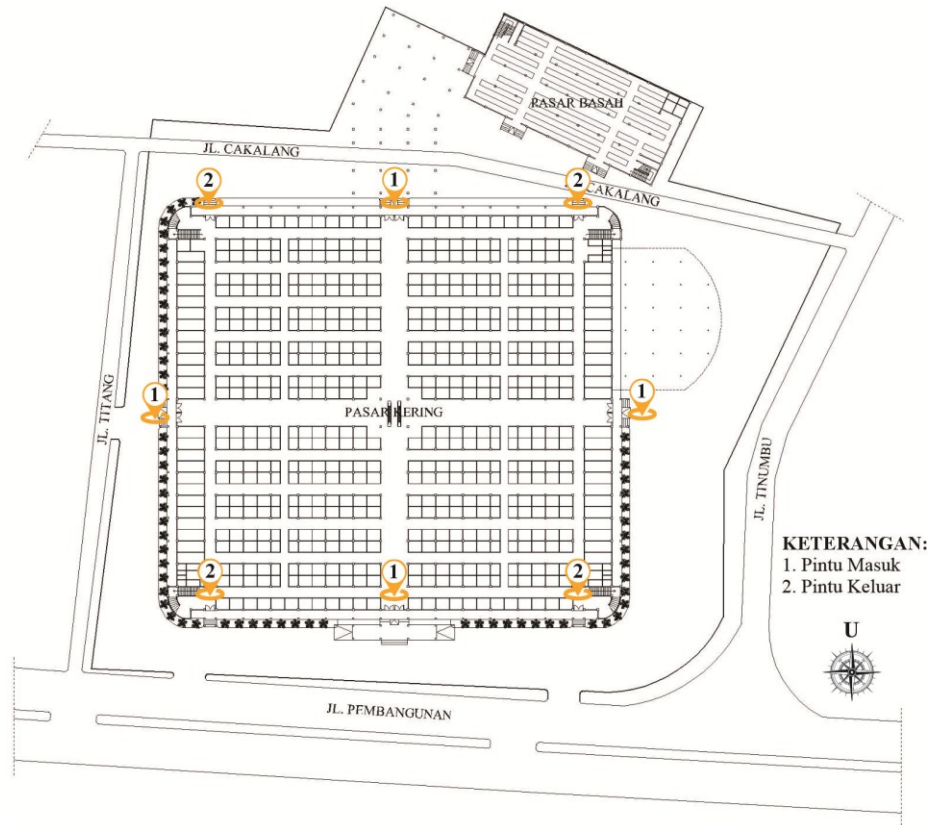 PASAR BASAH
JL. CAKALANG
JL. CAKALANG
2
1
2
1
PASAR KERING
1
JL. TITANG
JL. TINUMBU
KETERANGAN:
1. Pintu Masuk
2. Pintu Keluar
2
1
2
U
JL. PEMBANGUNAN